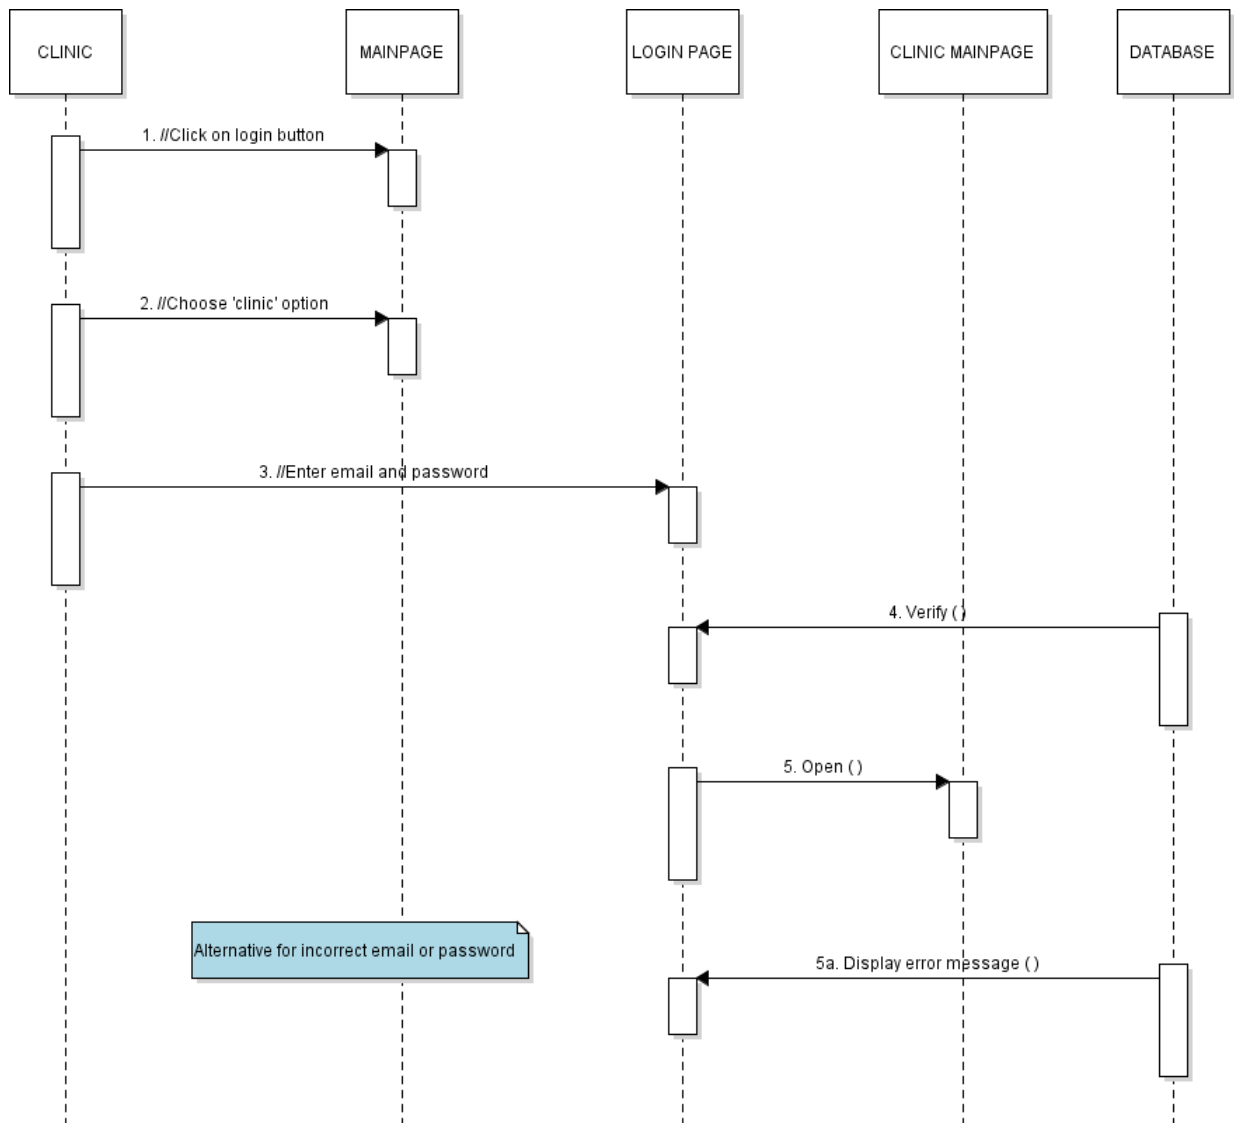 CLINIC
MAINPAGE
LOGIN PAGE
CLINIC MAINPAGE
DATABASE
1. //Click on login button
2. //Choose 'clinic' option
3. //Enter email and password
4. Verify ( )
5. Open ( )
Alternative for incorrect email or password
5a. Display error message ( )